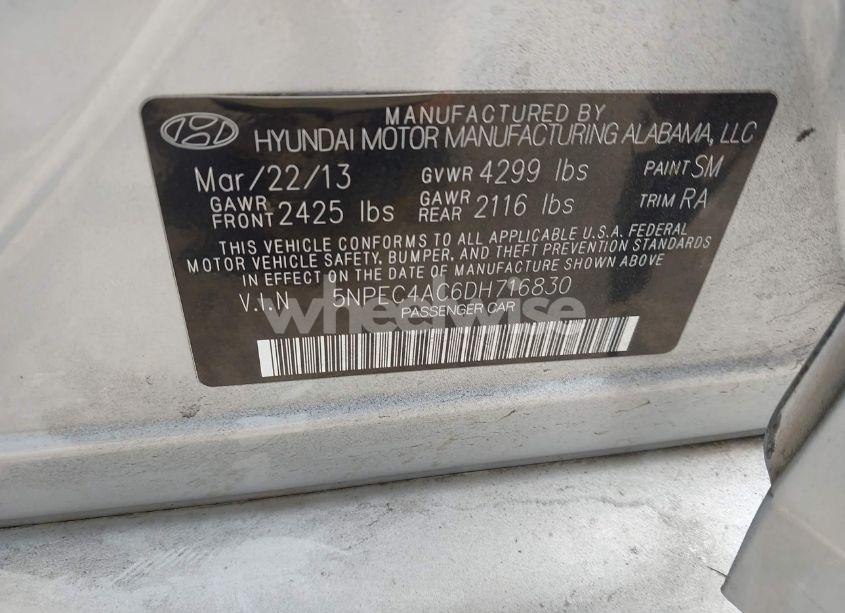 MANUFACTURED BY
HYUNDAI MOTOR MANUFACTURING ALABAMA, LLC
Mar/22/13 GVWR 4299 lbs PAINT SM
GAWR FRONT 2425 lbs GAWR REAR 2116 lbs TRIM RA
THIS VEHICLE CONFORMS TO ALL APPLICABLE U.S.A. FEDERAL
MOTOR VEHICLE SAFETY, BUMPER, AND THEFT PREVENTION STANDARDS
IN EFFECT ON THE DATE OF MANUFACTURE SHOWN ABOVE.
V.I.N 5NPEC4AC6DH716830
PASSENGER CAR
wheelwise